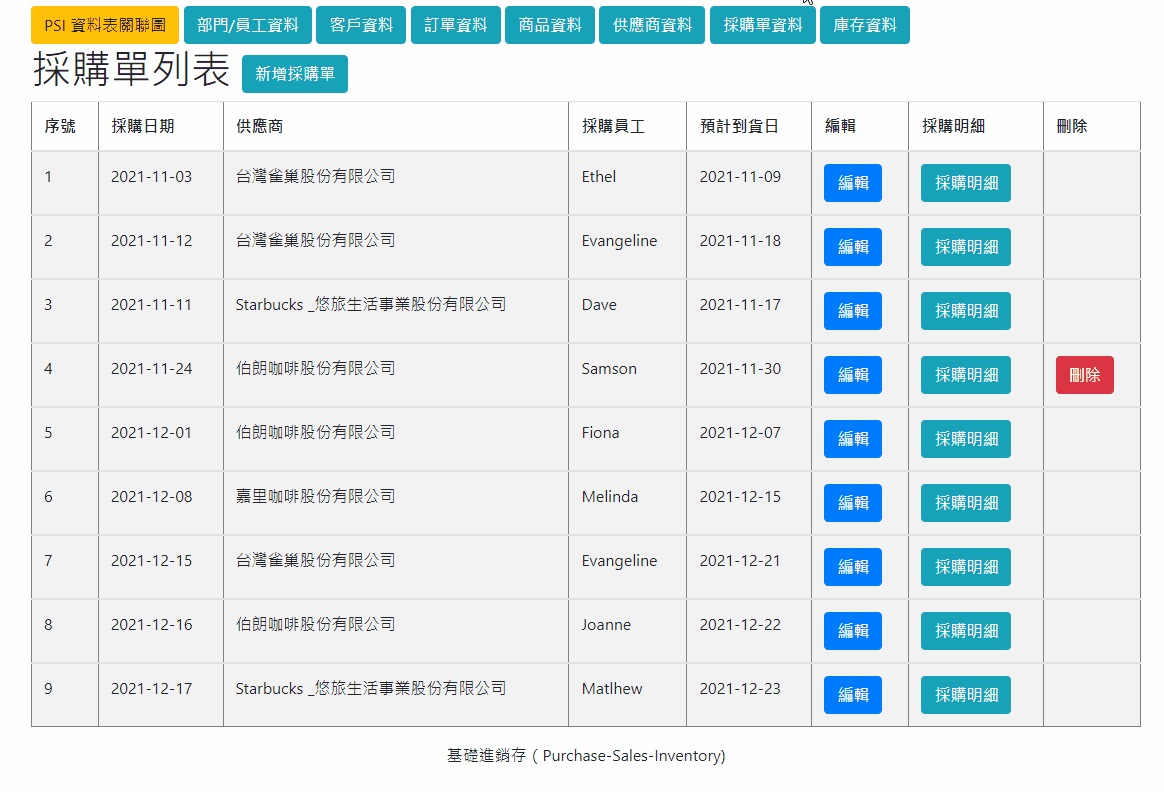 PSI 資料表關聯圖 部門/員工資料 客戶資料 訂單資料 商品資料 供應商資料 採購單資料 庫存資料
採購單列表 新增採購單
序號 採購日期 供應商 採購員工 預計到貨日 編輯 採購明細 刪除
1 2021-11-03 台灣雀巢股份有限公司 Ethel 2021-11-09 編輯 採購明細
2 2021-11-12 台灣雀巢股份有限公司 Evangeline 2021-11-18 編輯 採購明細
3 2021-11-11 Starbucks _悠旅生活事業股份有限公司 Dave 2021-11-17 編輯 採購明細
4 2021-11-24 伯朗咖啡股份有限公司 Samson 2021-11-30 編輯 採購明細 刪除
5 2021-12-01 伯朗咖啡股份有限公司 Fiona 2021-12-07 編輯 採購明細
6 2021-12-08 嘉里咖啡股份有限公司 Melinda 2021-12-15 編輯 採購明細
7 2021-12-15 台灣雀巢股份有限公司 Evangeline 2021-12-21 編輯 採購明細
8 2021-12-16 伯朗咖啡股份有限公司 Joanne 2021-12-22 編輯 採購明細
9 2021-12-17 Starbucks _悠旅生活事業股份有限公司 Matlhew 2021-12-23 編輯 採購明細
基礎進銷存 ( Purchase-Sales-Inventory)